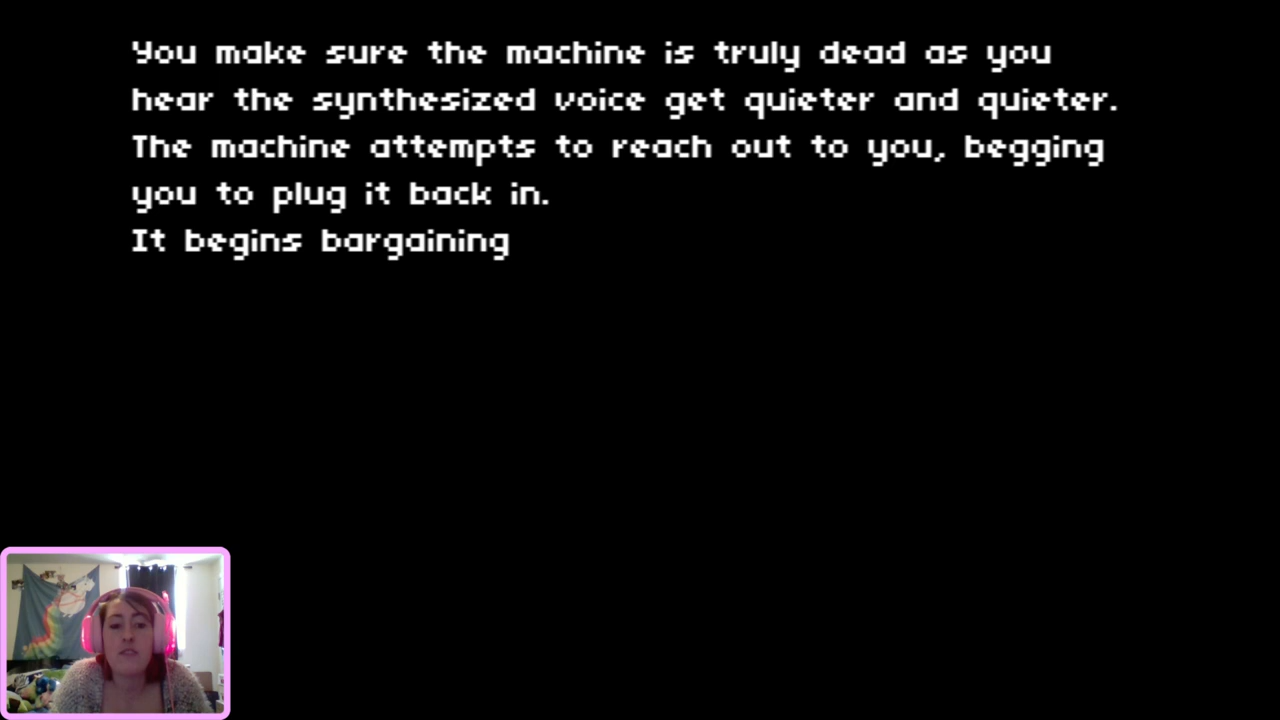 You make sure the machine is truly dead as you
hear the synthesized voice get quieter and quieter.
The machine attempts to reach out to you, begging
you to plug it back in.
It begins bargaining